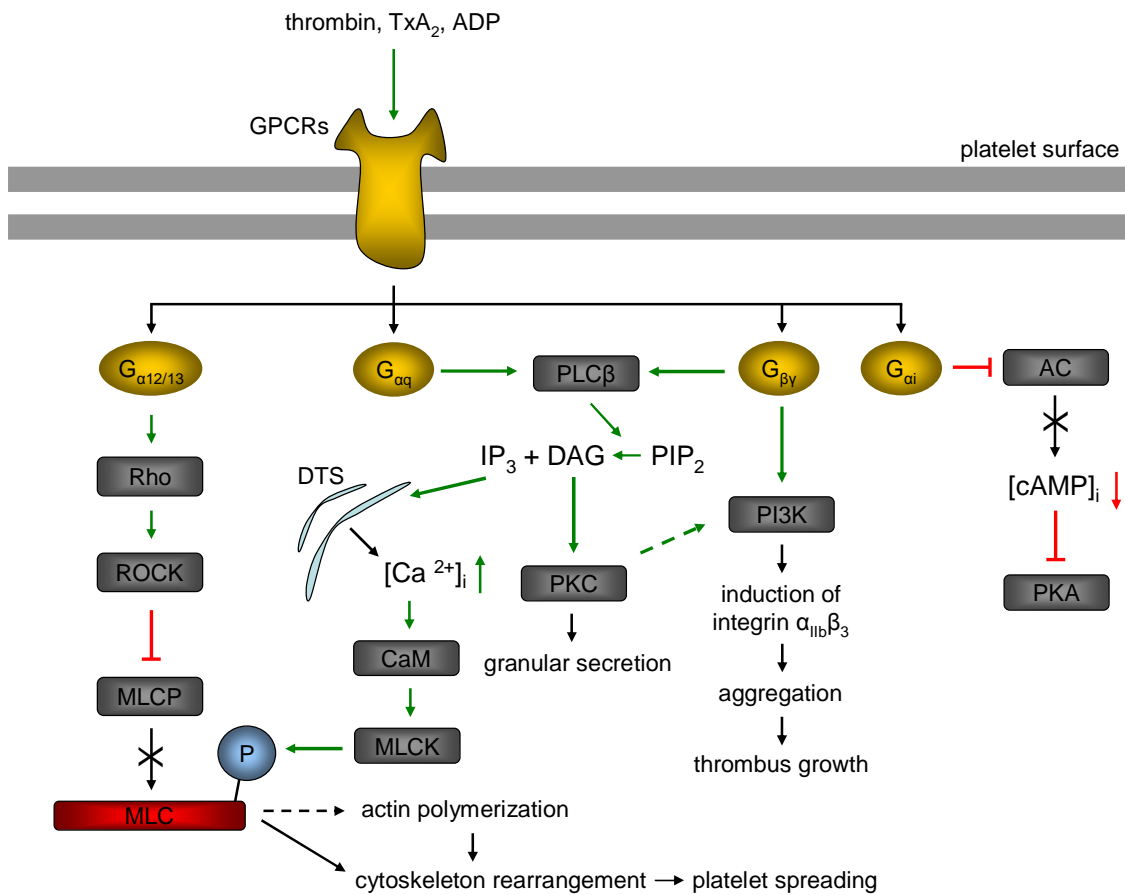 thrombin, TxA₂, ADP
GPCRs
platelet surface
Gα12/13
Gαq
PLCβ
Gβγ
Gαi
AC
Rho
DTS
IP₃ + DAG
PIP₂
[cAMP]i
PI3K
ROCK
[Ca ²⁺]i
PKC
induction of
integrin αIIbβ₃
PKA
CaM
granular secretion
MLCP
aggregation
P
MLCK
thrombus growth
MLC
actin polymerization
cytoskeleton rearrangement
platelet spreading